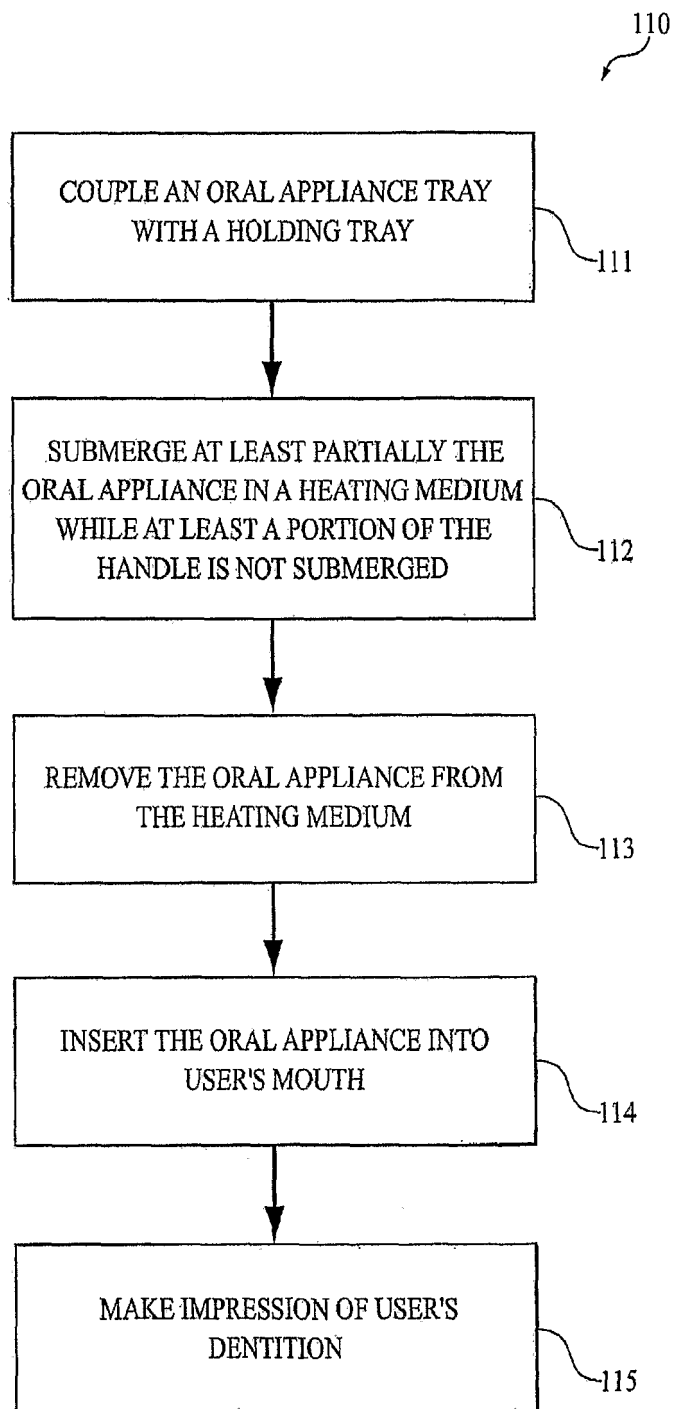 110
COUPLE AN ORAL APPLIANCE TRAY
WITH A HOLDING TRAY
111
SUBMERGE AT LEAST PARTIALLY THE
ORAL APPLIANCE IN A HEATING MEDIUM
WHILE AT LEAST A PORTION OF THE
HANDLE IS NOT SUBMERGED
112
REMOVE THE ORAL APPLIANCE FROM
THE HEATING MEDIUM
113
INSERT THE ORAL APPLIANCE INTO
USER'S MOUTH
114
MAKE IMPRESSION OF USER'S
DENTITION
115